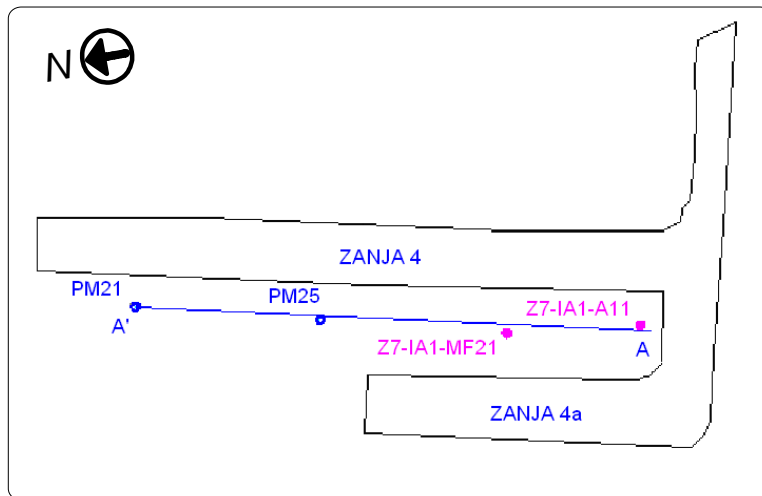 N
ZANJA 4
PM21
PM25
A'
Z7-IA1-A11
Z7-IA1-MF21
A
ZANJA 4a